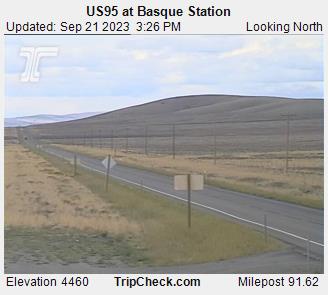 US95 at Basque Station
Updated: Sep 21 2023 3:26 PM Looking North
Elevation 4460 TripCheck.com Milepost 91.62